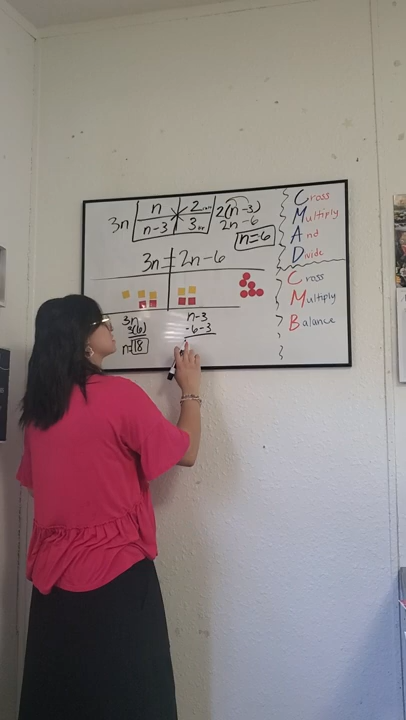 3n
n 2
n-3 3
2(n-3)
2n-6
n=6
3n = 2n-6
3n
3(6)
n=18
n-3
-6-3
Cross
Multiply
And
Divide
Cross
Multiply
Balance